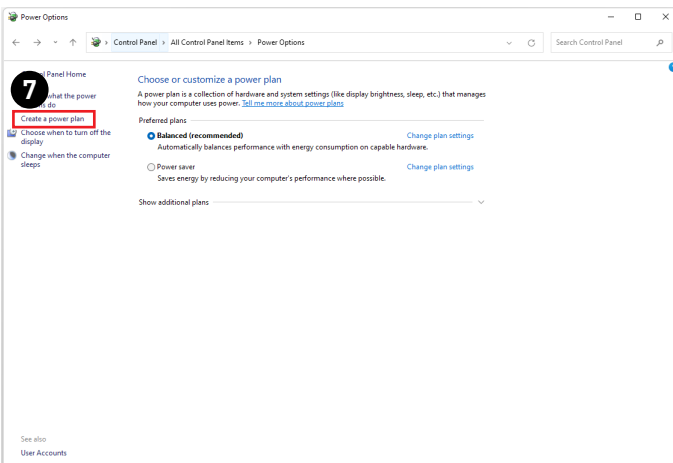 Power Options
Control Panel > All Control Panel Items > Power Options
Search Control Panel
7
Panel Home
what the power
do
Create a power plan
Choose when to turn off the
display
Change when the computer
sleeps
Choose or customize a power plan
A power plan is a collection of hardware and system settings (like display brightness, sleep, etc.) that manages
how your computer uses power. Tell me more about power plans
Preferred plans
Balanced (recommended)
Change plan settings
Automatically balances performance with energy consumption on capable hardware.
Power saver
Change plan settings
Saves energy by reducing your computer's performance where possible.
Show additional plans
See also
User Accounts